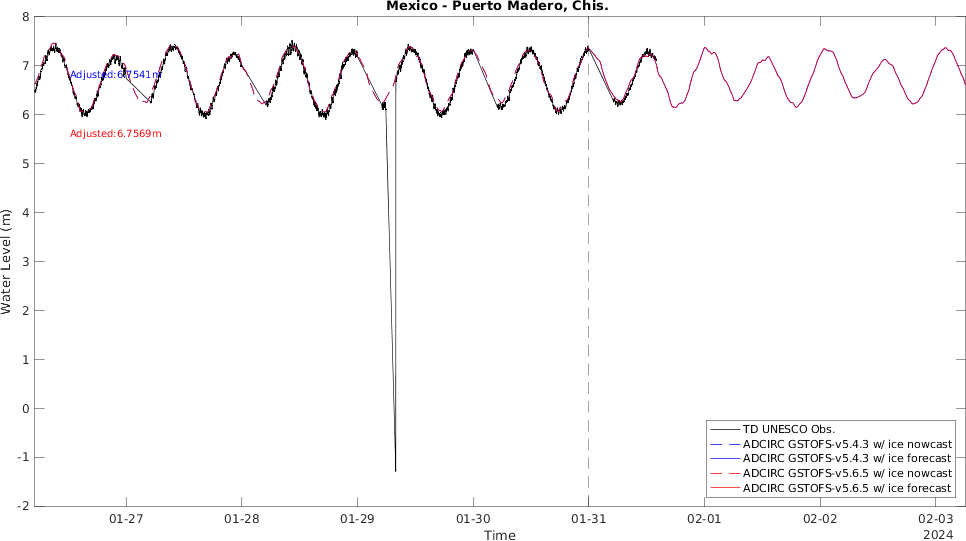 Mexico - Puerto Madero, Chis.
8
7
6
5
4
3
2
1
0
-1
-2
Water Level (m)
Adjusted:6.7541m
Adjusted:6.7569m
TD UNESCO Obs.
ADCIRC GSTOFS-v5.4.3 w/ ice nowcast
ADCIRC GSTOFS-v5.4.3 w/ ice forecast
ADCIRC GSTOFS-v5.6.5 w/ ice nowcast
ADCIRC GSTOFS-v5.6.5 w/ ice forecast
01-27 01-28 01-29 01-30 01-31 02-01 02-02 02-03
Time
2024